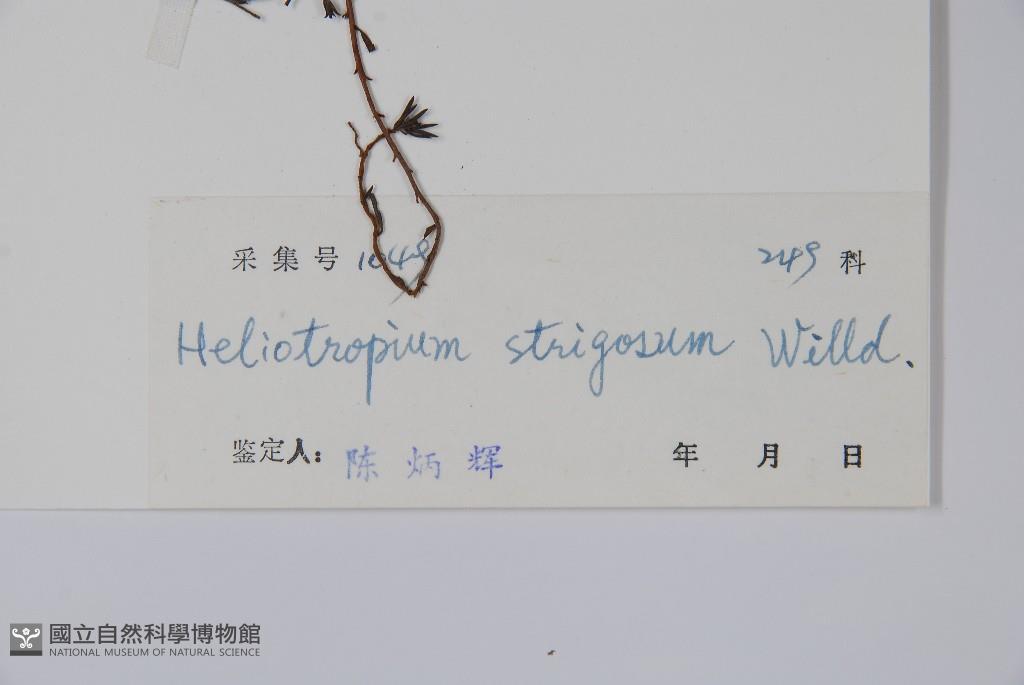 采集号 1049 249 科
Heliotropium strigosum Willd.
鉴定人: 陈炳辉 年 月 日
國立自然科學博物館
NATIONAL MUSEUM OF NATURAL SCIENCE